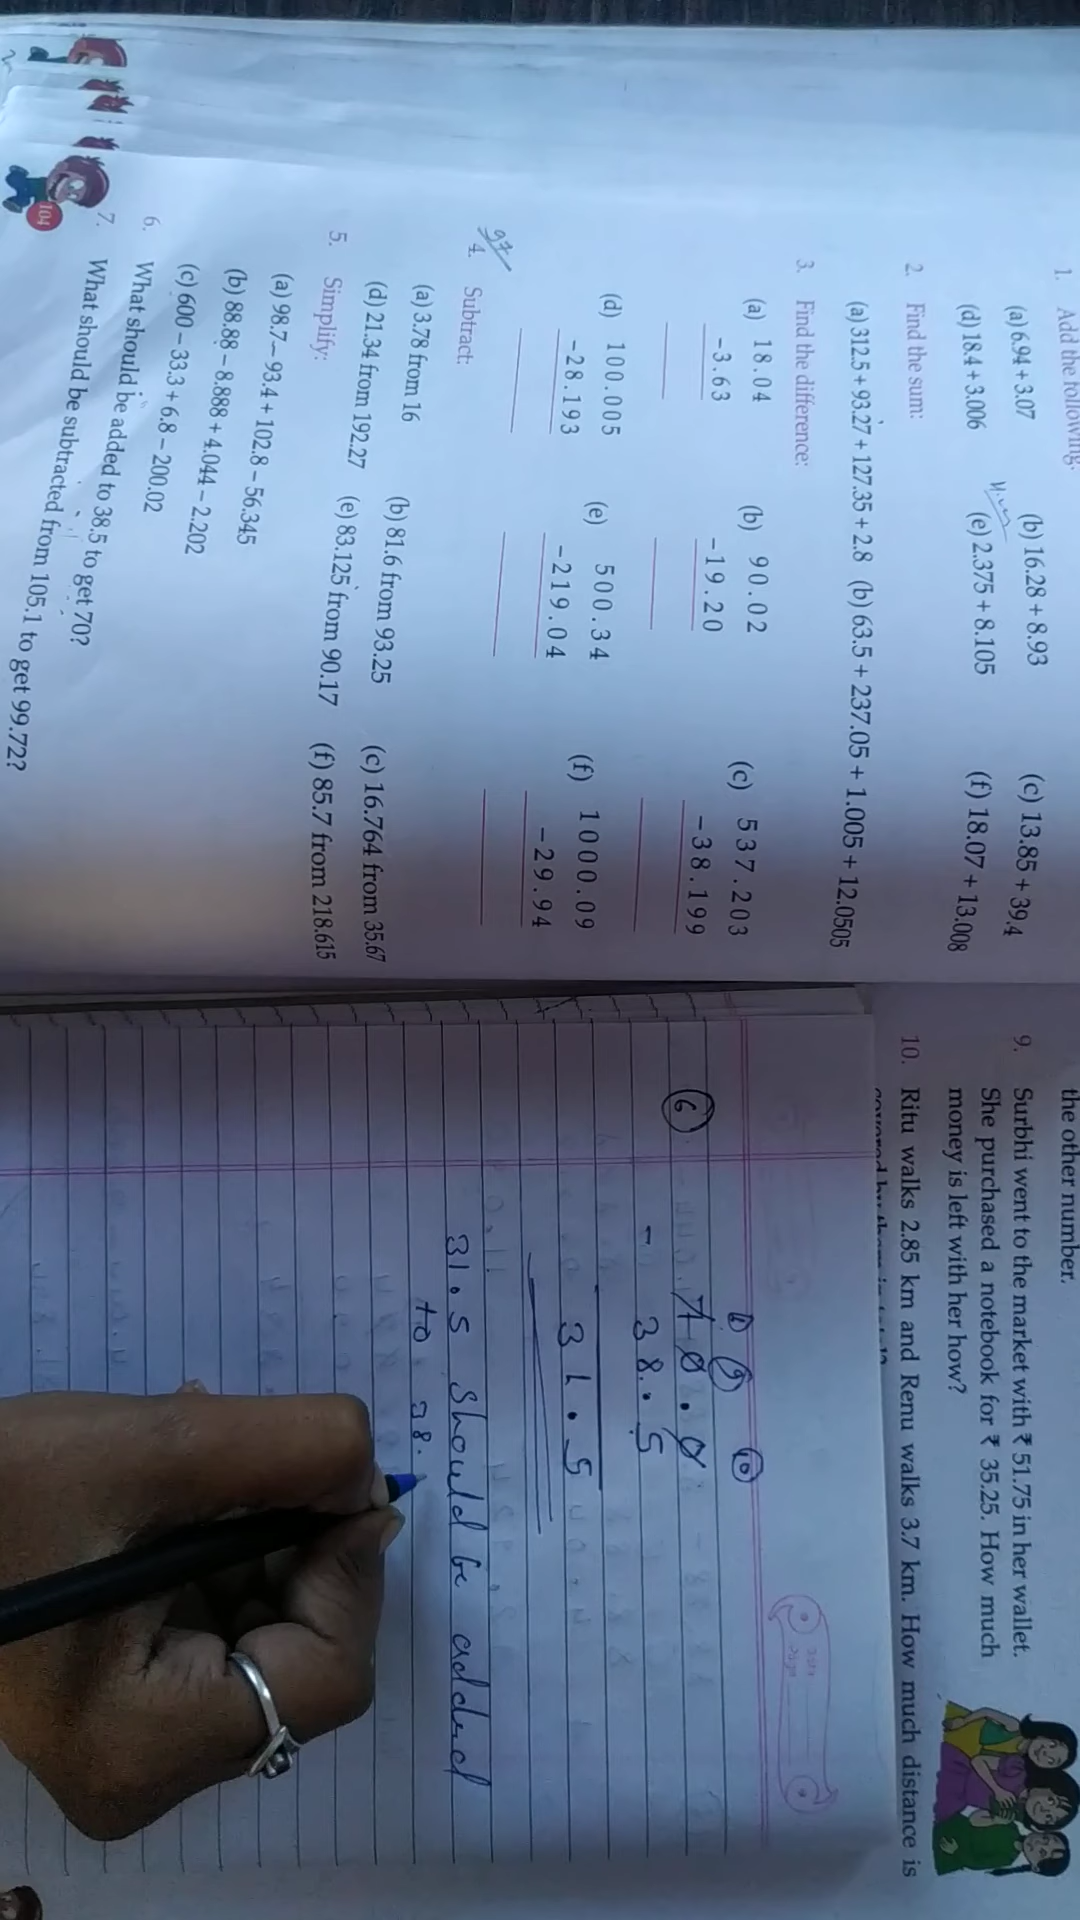 1. Add the following:
(a) 6.94 + 3.07 (b) 16.28 + 8.93 (c) 13.85 + 39.4
(d) 18.4 + 3.006 (e) 2.375 + 8.105 (f) 18.07 + 13.008
2. Find the sum:
(a) 312.5 + 93.27 + 127.35 + 2.8 (b) 63.5 + 237.05 + 1.005 + 12.0505
3. Find the difference:
(a) 18.04 (b) 90.02 (c) 537.203
-3.63 -19.20 -38.199
(d) 100.005 (e) 500.34 (f) 1000.09
-28.193 -219.04 -29.94
4. Subtract:
(a) 3.78 from 16 (b) 81.6 from 93.25 (c) 16.764 from 35.67
(d) 21.34 from 192.27 (e) 83.125 from 90.17 (f) 85.7 from 218.615
5. Simplify:
(a) 98.7 – 93.4 + 102.8 – 56.345
(b) 88.88 – 8.888 + 4.044 – 2.202
(c) 600 – 33.3 + 6.8 – 200.02
6. What should be added to 38.5 to get 70?
7. What should be subtracted from 105.1 to get 99.72?
104
the other number.
9. Surbhi went to the market with ₹ 51.75 in her wallet.
She purchased a notebook for ₹ 35.25. How much
money is left with her how?
10. Ritu walks 2.85 km and Renu walks 3.7 km. How much distance is
6 9 10
6 70.0
- 38.5
31.5
31.5 should be added
to 38.